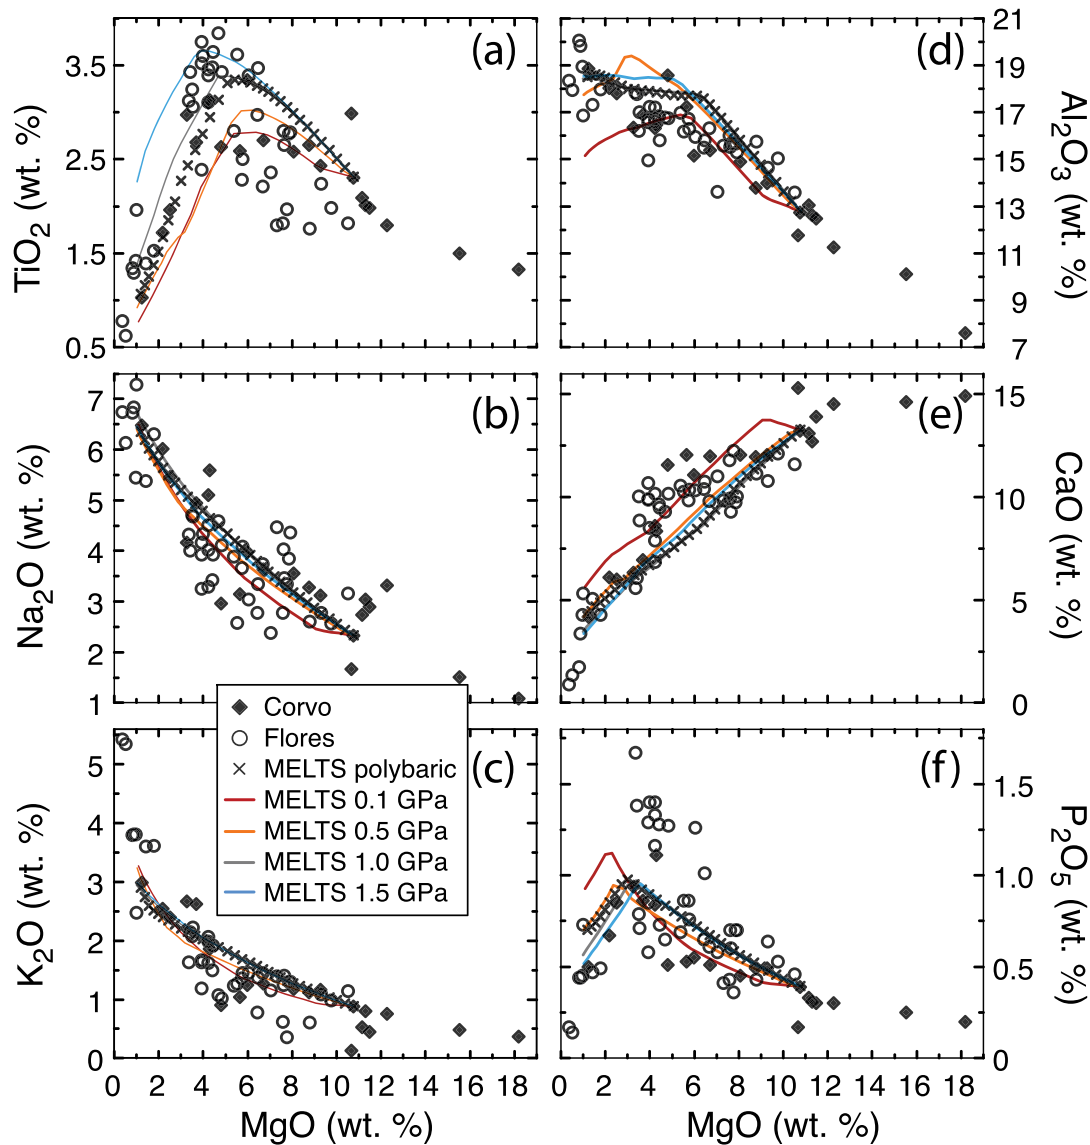 (a)
TiO2 (wt. %)
3.5
2.5
1.5
0.5
(d)
Al2O3 (wt. %)
21
19
17
15
13
11
9
7
(b)
Na2O (wt. %)
7
6
5
4
3
2
1
(e)
CaO (wt. %)
15
10
5
0
Corvo
Flores
MELTS polybaric
MELTS 0.1 GPa
MELTS 0.5 GPa
MELTS 1.0 GPa
MELTS 1.5 GPa
(c)
K2O (wt. %)
5
4
3
2
1
0
0 2 4 6 8 10 12 14 16 18
MgO (wt. %)
(f)
P2O5 (wt. %)
1.5
1.0
0.5
0
0 2 4 6 8 10 12 14 16 18
MgO (wt. %)